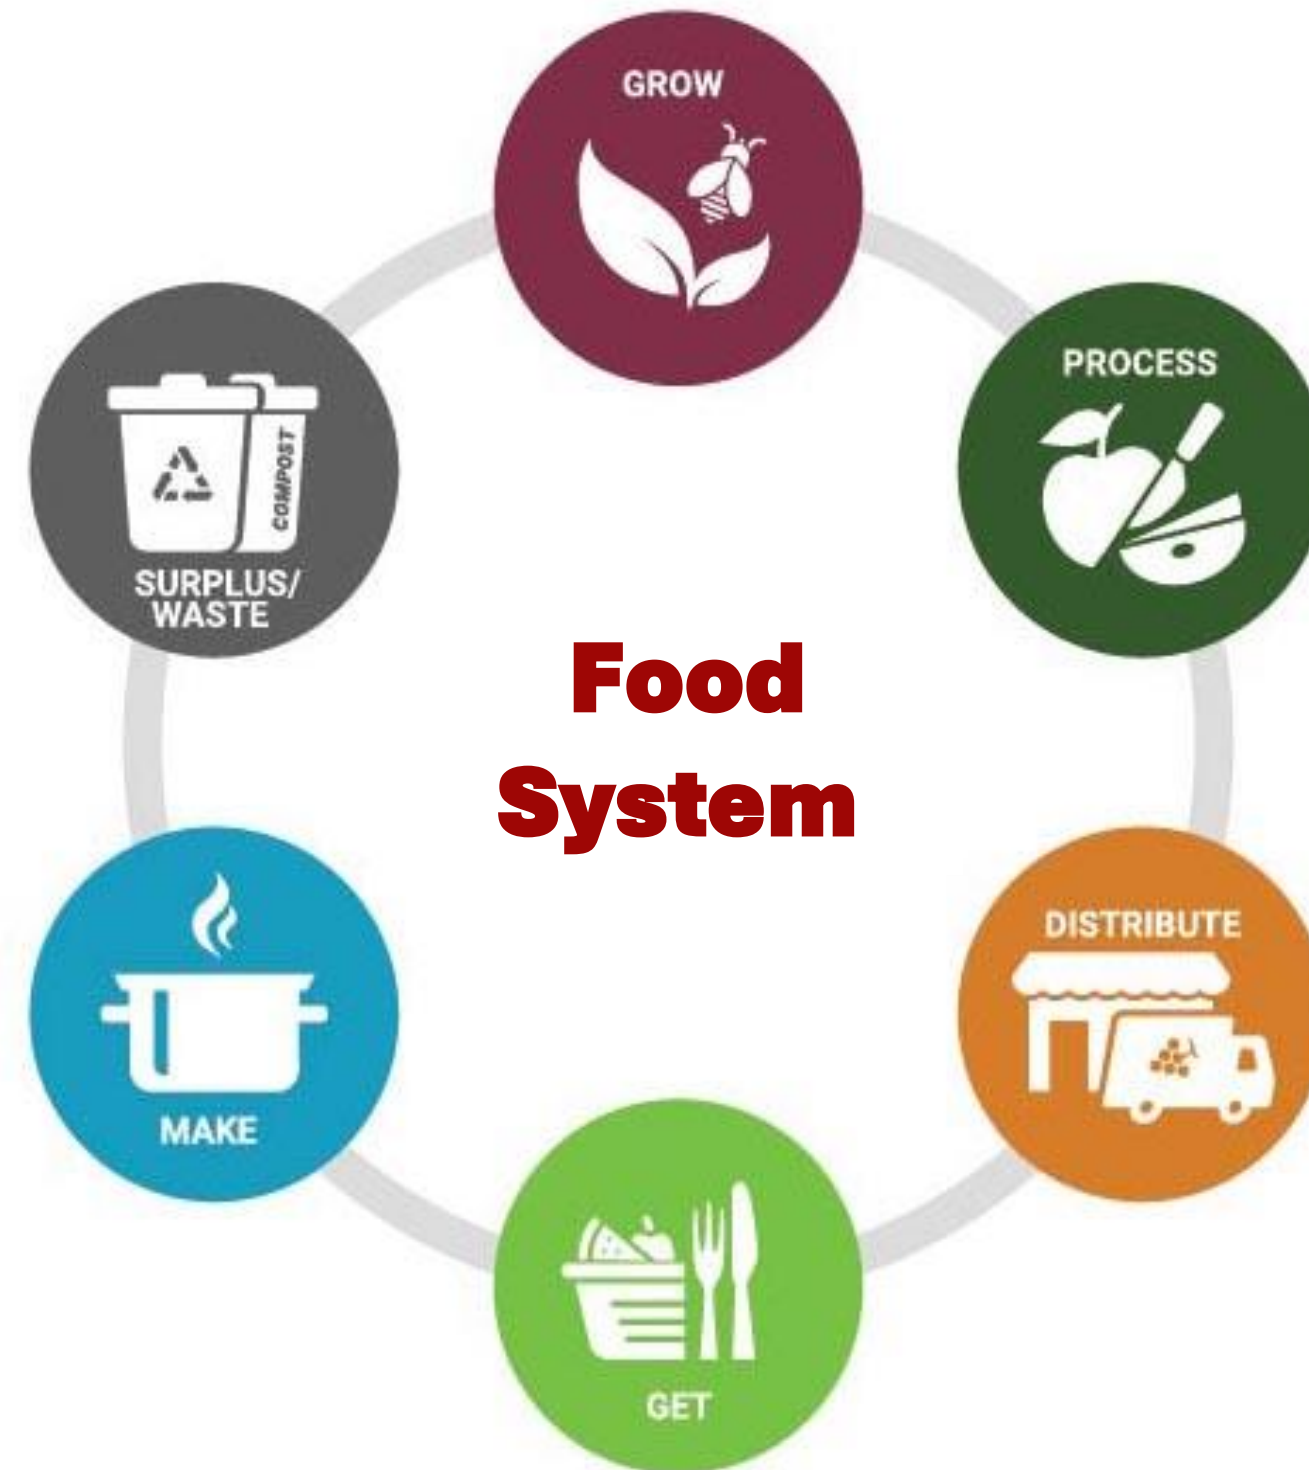 GROW
PROCESS
COMPOST
SURPLUS/
WASTE
Food
System
DISTRIBUTE
MAKE
GET